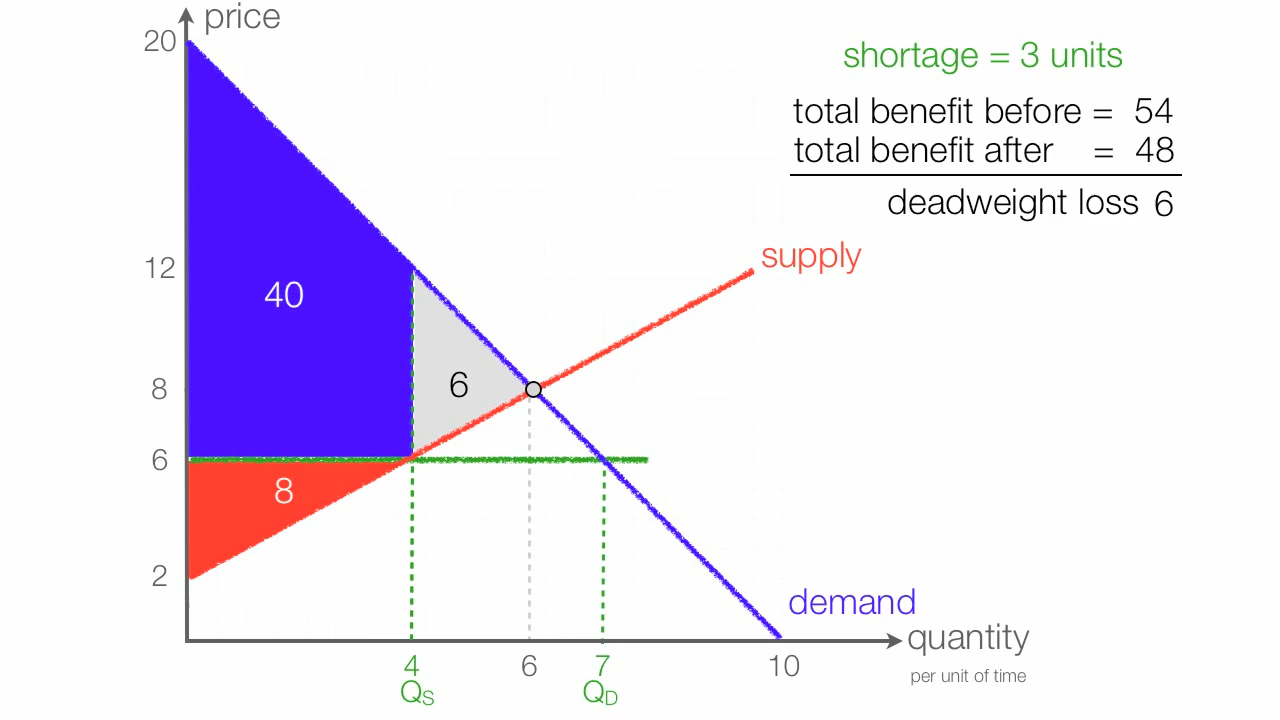 price
20
shortage = 3 units
total benefit before = 54
total benefit after = 48
deadweight loss 6
supply
12
40
8
6
6
8
2
demand
quantity
per unit of time
4
6
7
10
QS
QD